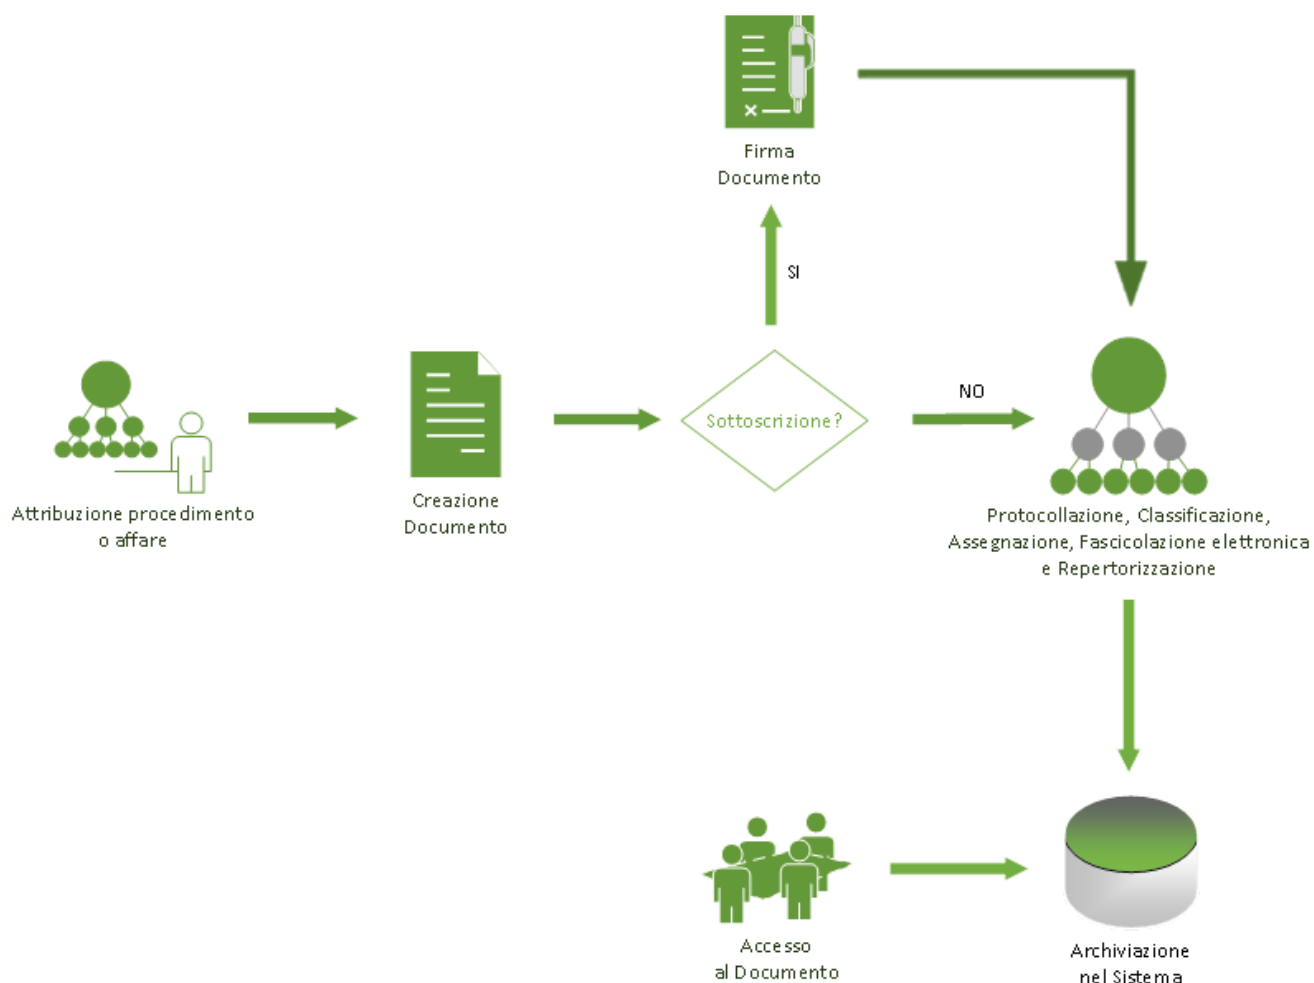 Firma
Documento
SI
Sottoscrizione?
NO
Attribuzione procedimento
o affare
Creazione
Documento
Protocollazione, Classificazione,
Assegnazione, Fascicolazione elettronica
e Repertorizzazione
Accesso
al Documento
Archiviazione
nel Sistema